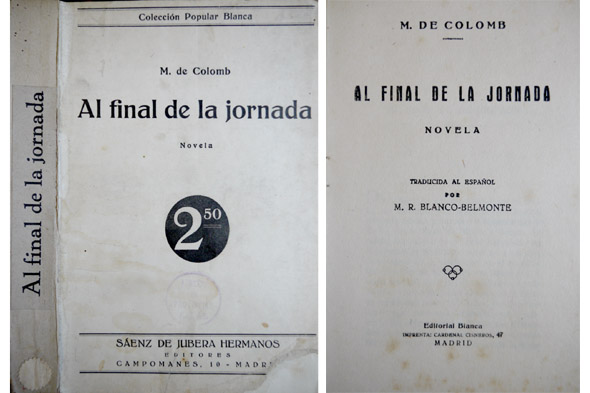 Al final de la jornada
Colección Popular Blanca
M. de Colomb
Al final de la jornada
Novela
2 50
SÁENZ DE JUBERA HERMANOS
EDITORES
CAMPOMANES, 10 - MADRI
M. DE COLOMB
AL FINAL DE LA JORNADA
NOVELA
TRADUCIDA AL ESPAÑOL
POR
M. R. BLANCO-BELMONTE
Editorial Blanca
IMPRENTA: CARDENAL CISNEROS, 47
MADRID